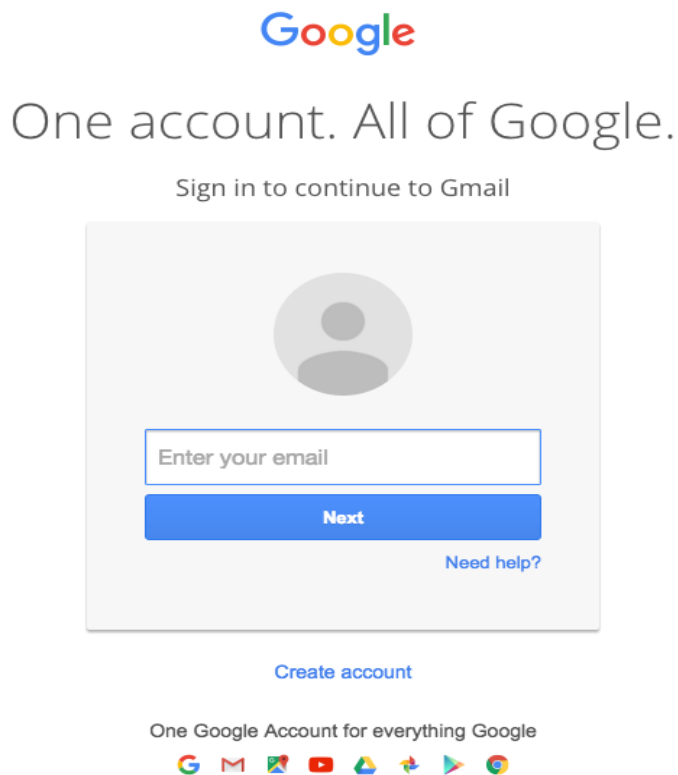 Google
One account. All of Google.
Sign in to continue to Gmail
Enter your email
Next
Need help?
Create account
One Google Account for everything Google